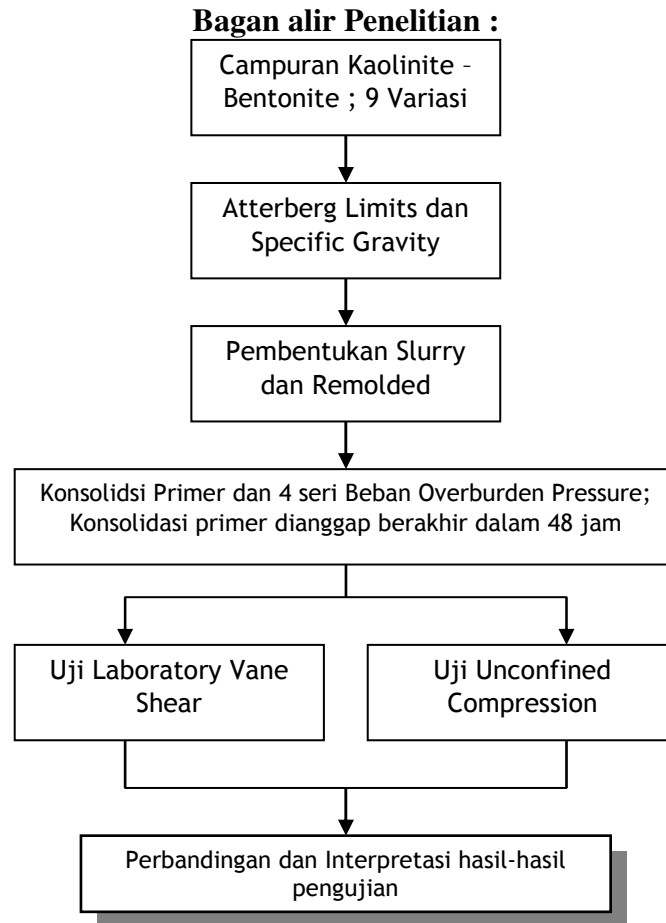 Bagan alir Penelitian :
Campuran Kaolinite –
Bentonite ; 9 Variasi
Atterberg Limits dan
Specific Gravity
Pembentukan Slurry
dan Remolded
Konsolidsi Primer dan 4 seri Beban Overburden Pressure;
Konsolidasi primer dianggap berakhir dalam 48 jam
Uji Laboratory Vane
Shear
Uji Unconfined
Compression
Perbandingan dan Interpretasi hasil-hasil
pengujian